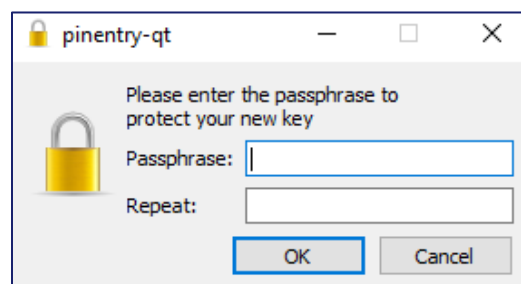 pinentry-qt
Please enter the passphrase to
protect your new key
Passphrase:
Repeat:
OK Cancel